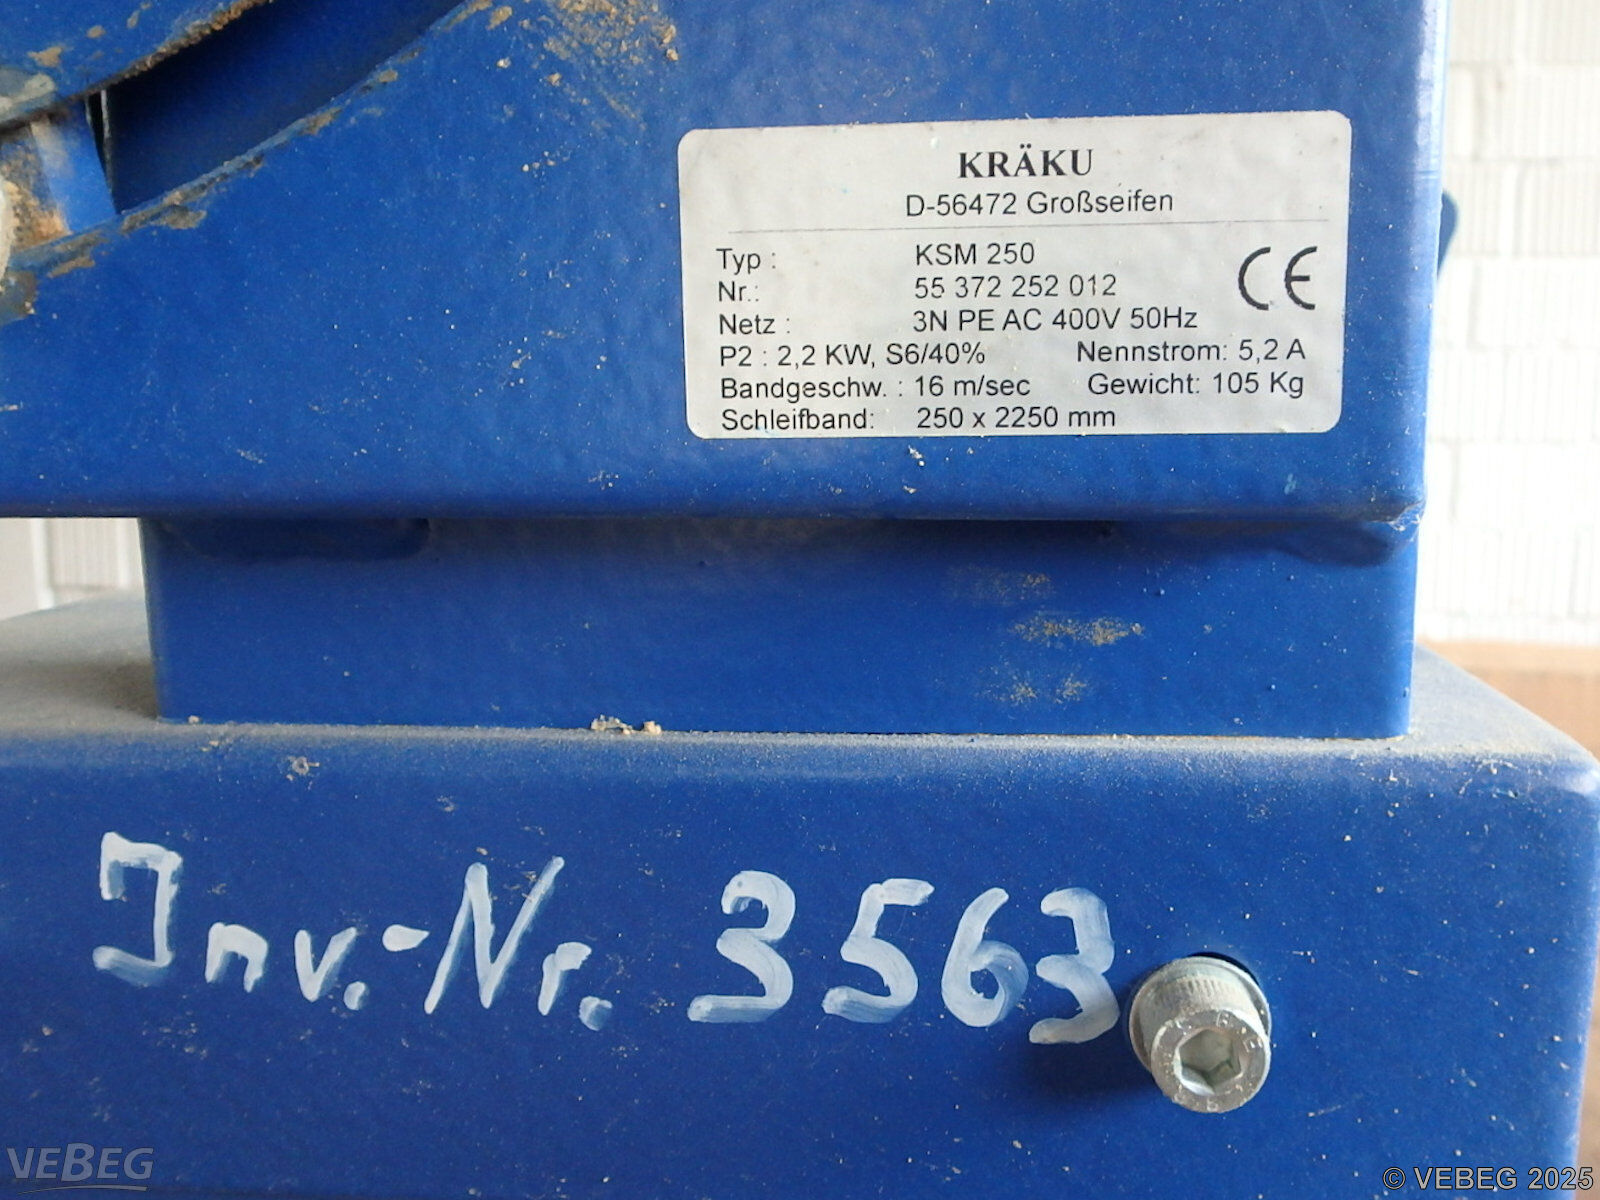 KRÄKU
D-56472 Großseifen
Typ : KSM 250
Nr.: 55 372 252 012
CE
Netz : 3N PE AC 400V 50Hz
P2 : 2,2 KW, S6/40% Nennstrom: 5,2 A
Bandgeschw. : 16 m/sec Gewicht: 105 Kg
Schleifband: 250 x 2250 mm
Inv.-Nr. 3563
VEBEG
© VEBEG 2025